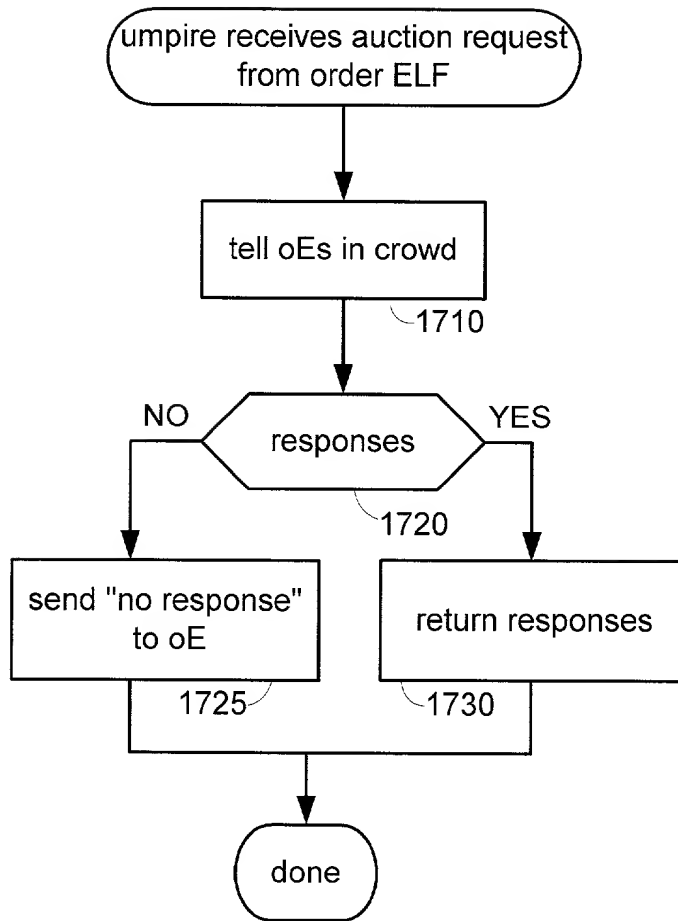 umpire receives auction request
from order ELF
tell oEs in crowd
1710
NO
YES
responses
1720
send "no response"
to oE
return responses
1725
1730
done